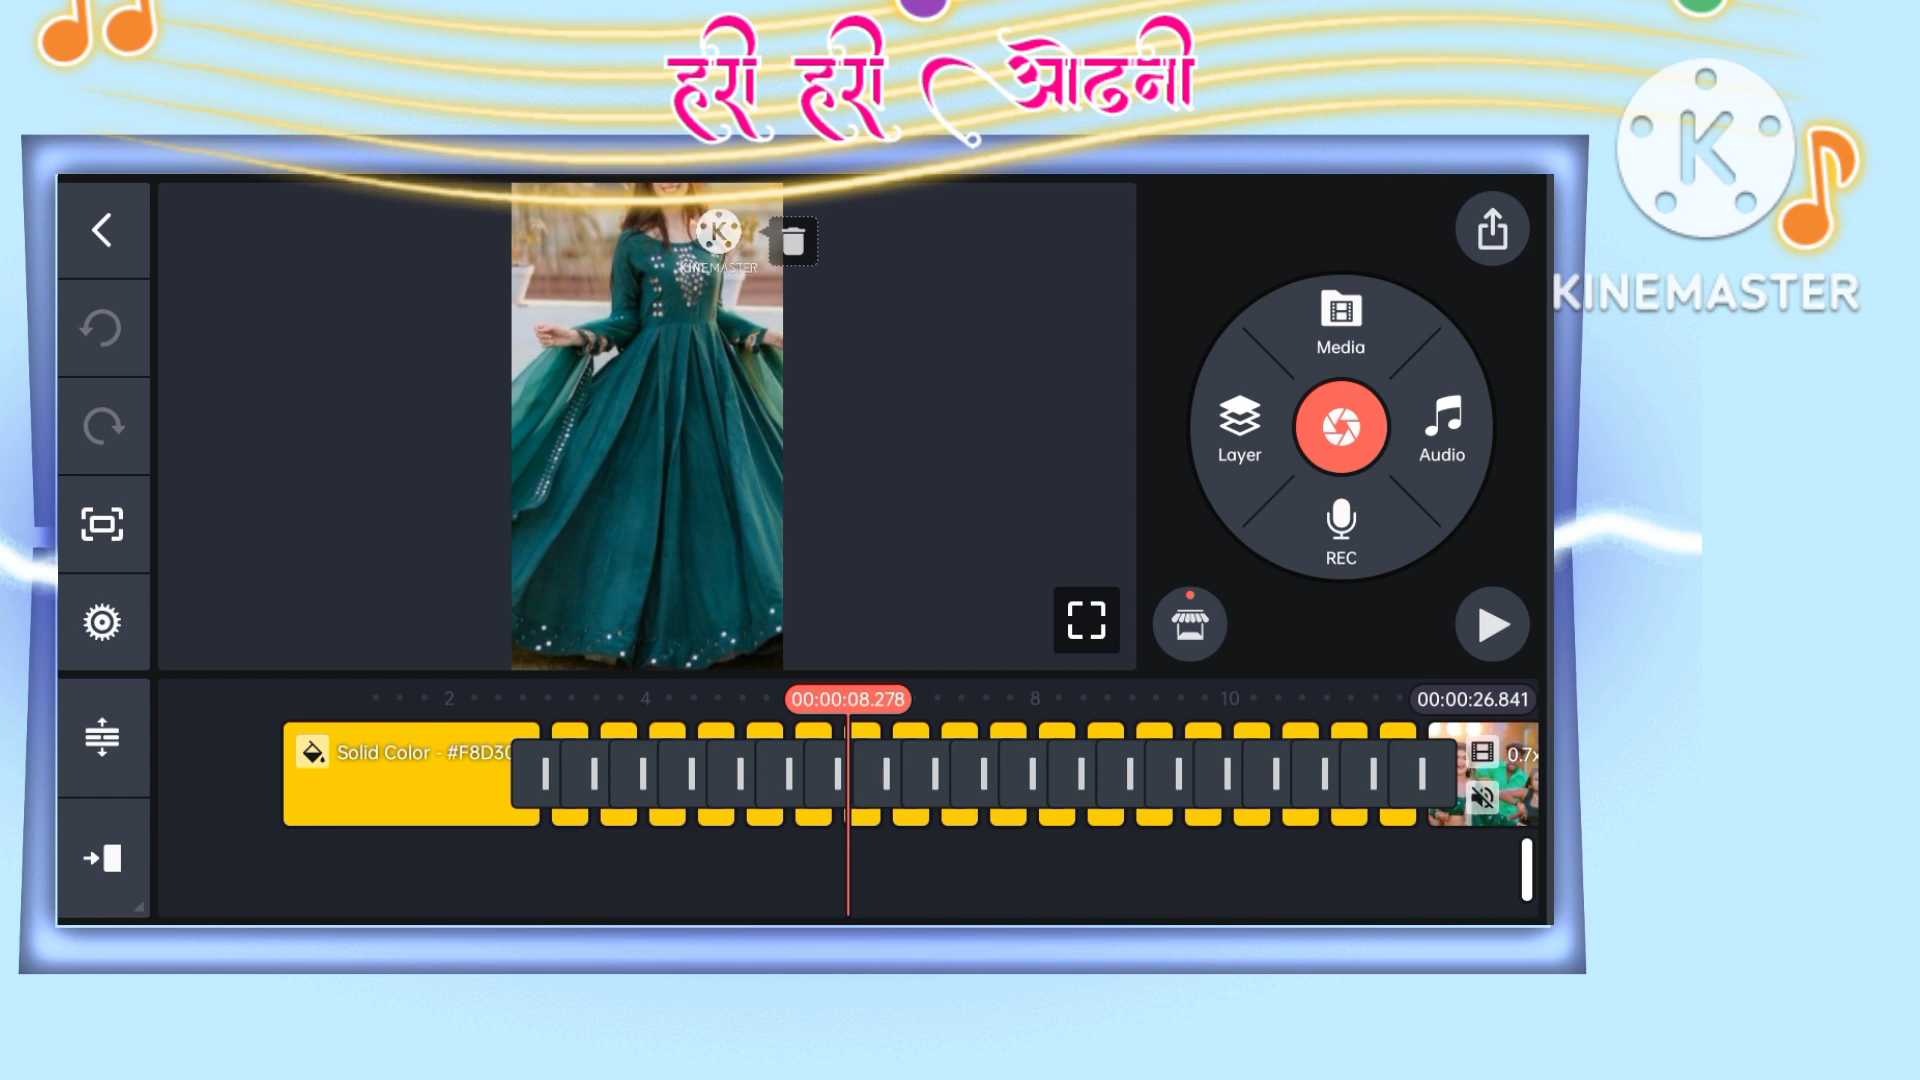 हरी हरी ओढनी
K
KINEMASTER
K
KINEMASTER
Media
Layer
Audio
REC
2
4
00:00:08.278
8
10
00:00:26.841
Solid Color - #F8D30
0.7x